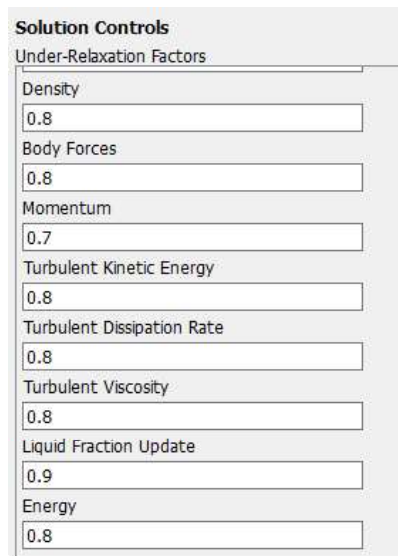 Solution Controls
Under-Relaxation Factors
Density
0.8
Body Forces
0.8
Momentum
0.7
Turbulent Kinetic Energy
0.8
Turbulent Dissipation Rate
0.8
Turbulent Viscosity
0.8
Liquid Fraction Update
0.9
Energy
0.8